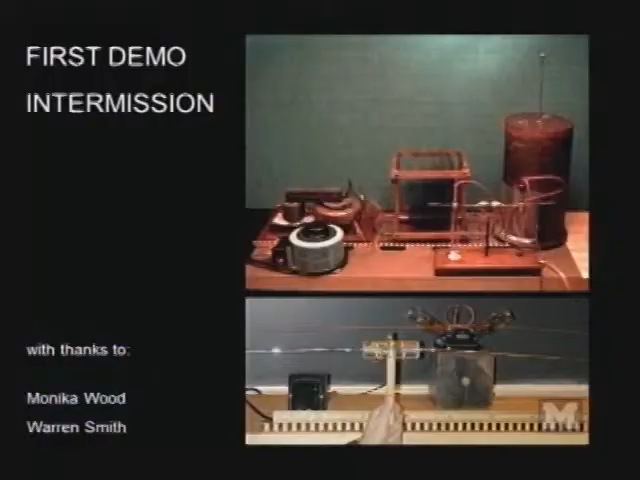 FIRST DEMO
INTERMISSION
with thanks to:
Monika Wood
Warren Smith
M